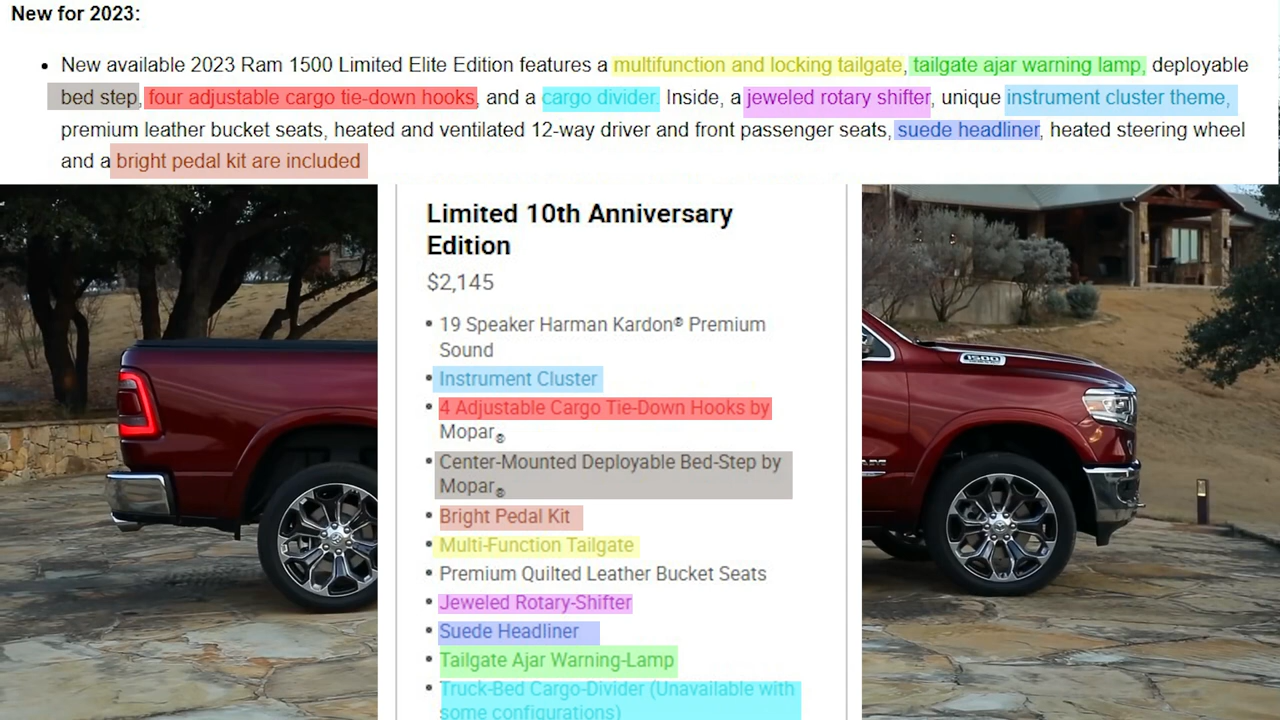 New for 2023:
• New available 2023 Ram 1500 Limited Elite Edition features a multifunction and locking tailgate, tailgate ajar warning lamp, deployable
bed step, four adjustable cargo tie-down hooks, and a cargo divider. Inside, a jeweled rotary shifter, unique instrument cluster theme,
premium leather bucket seats, heated and ventilated 12-way driver and front passenger seats, suede headliner, heated steering wheel
and a bright pedal kit are included
Limited 10th Anniversary
Edition
$2,145
• 19 Speaker Harman Kardon® Premium
Sound
• Instrument Cluster
• 4 Adjustable Cargo Tie-Down Hooks by
Mopar®
• Center-Mounted Deployable Bed-Step by
Mopar®
• Bright Pedal Kit
• Multi-Function Tailgate
• Premium Quilted Leather Bucket Seats
• Jeweled Rotary-Shifter
• Suede Headliner
• Tailgate Ajar Warning-Lamp
• Truck-Bed Cargo-Divider (Unavailable with
some configurations)
1500